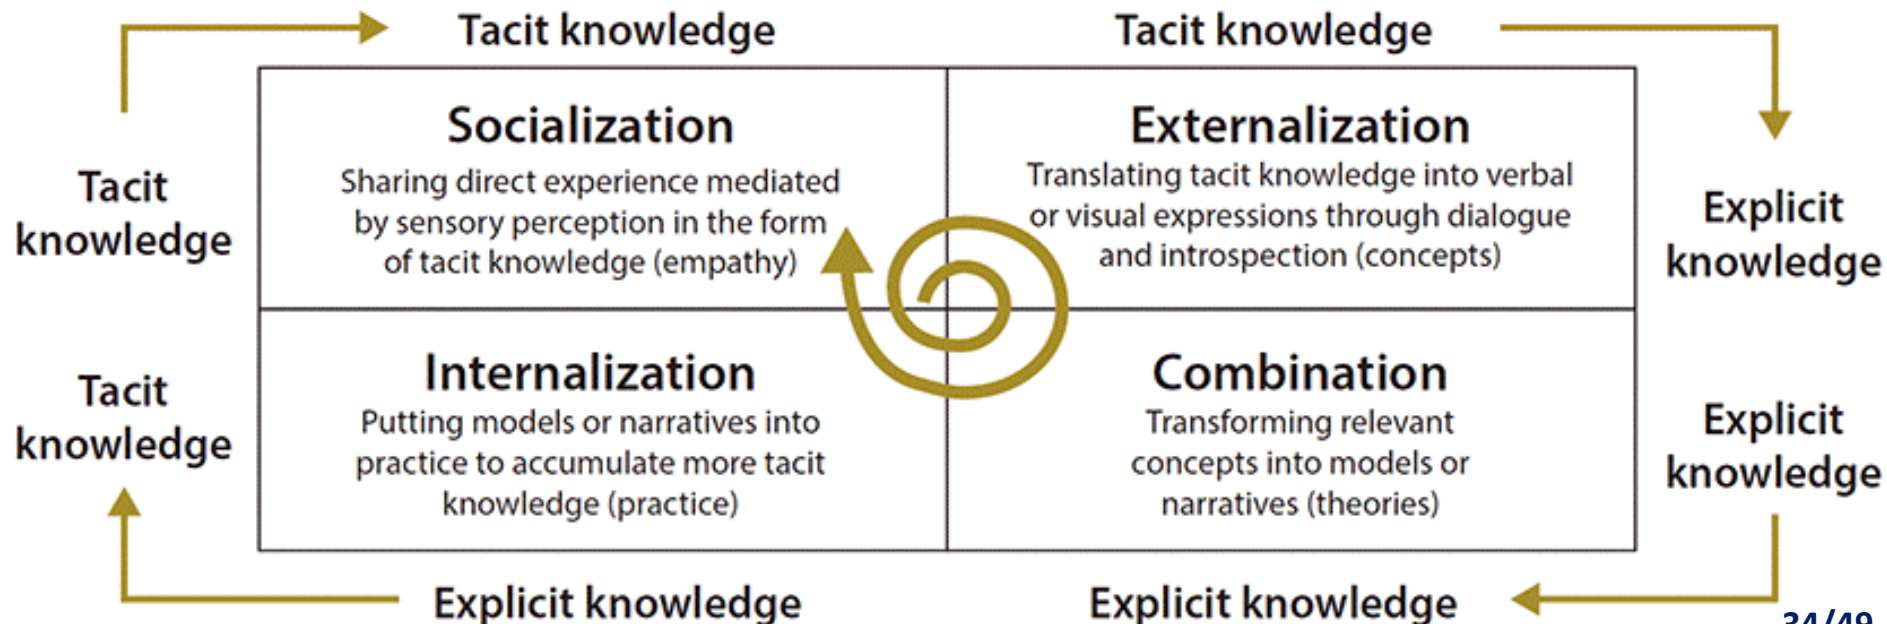 Tacit knowledge
Tacit knowledge
Tacit
knowledge
Socialization
Sharing direct experience mediated
by sensory perception in the form
of tacit knowledge (empathy)
Externalization
Translating tacit knowledge into verbal
or visual expressions through dialogue
and introspection (concepts)
Explicit
knowledge
Tacit
knowledge
Internalization
Putting models or narratives into
practice to accumulate more tacit
knowledge (practice)
Combination
Transforming relevant
concepts into models or
narratives (theories)
Explicit
knowledge
Explicit knowledge
Explicit knowledge
34/49